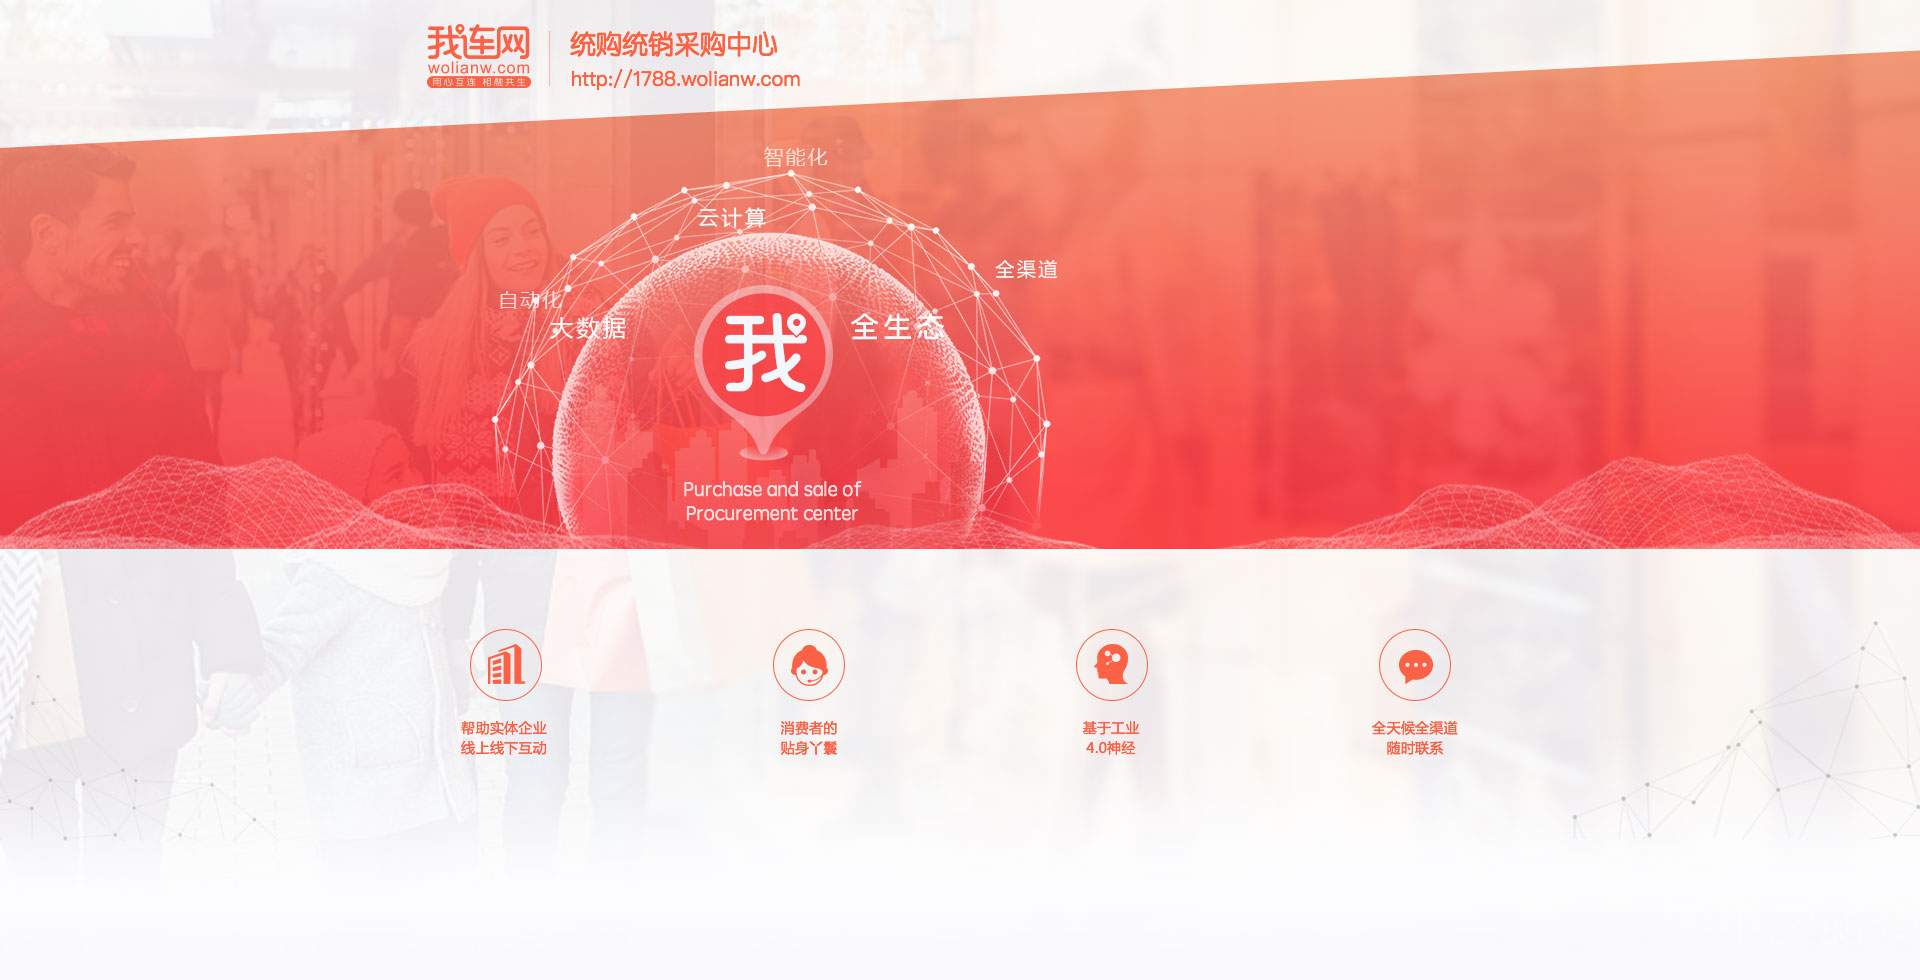 我连网
wolianw.com
用心互连 相融共生
统购统销采购中心
http://1788.wolianw.com
智能化
云计算
全渠道
自动化
大数据
全生态
我
Purchase and sale of
Procurement center
帮助实体企业
线上线下互动
消费者的
贴身丫鬟
基于工业
4.0神经
全天候全渠道
随时联系